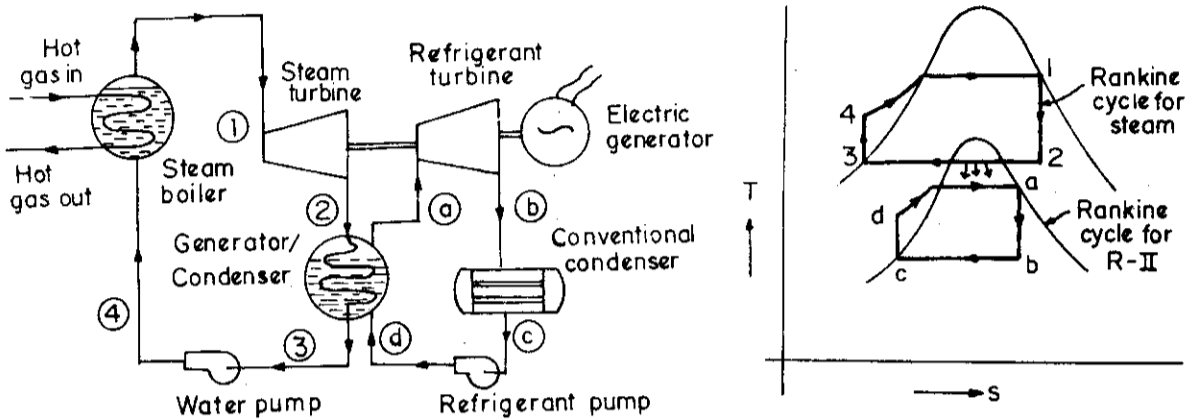 Hot
gas in
Hot
gas out
Steam
boiler
Steam
turbine
Refrigerant
turbine
Electric
generator
Generator/
Condenser
Conventional
condenser
Water pump
Refrigerant pump
1
2
3
4
a
b
c
d
T
S
1
2
3
4
a
b
c
d
Rankine
cycle for
steam
Rankine
cycle for
R-II